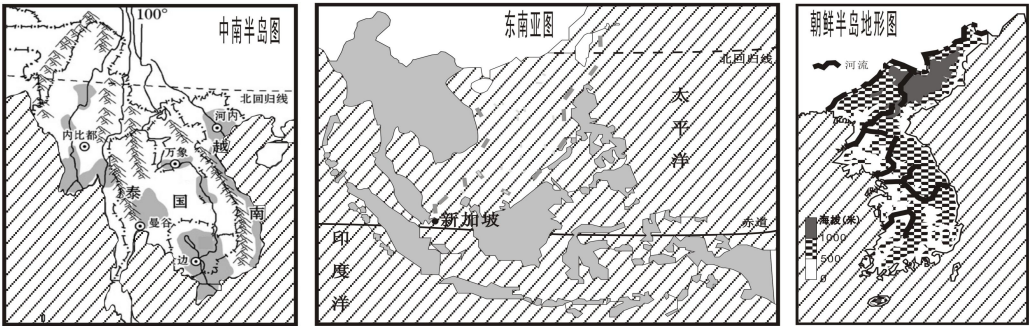 中南半岛图
100°
北回归线
河内
越
内比都
万象
泰
国
南
曼谷
边
0
东南亚图
北回归线
太
平
洋
新加坡
赤道
印
度
洋
朝鲜半岛地形图
河流
海拔(米)
1000
500
0